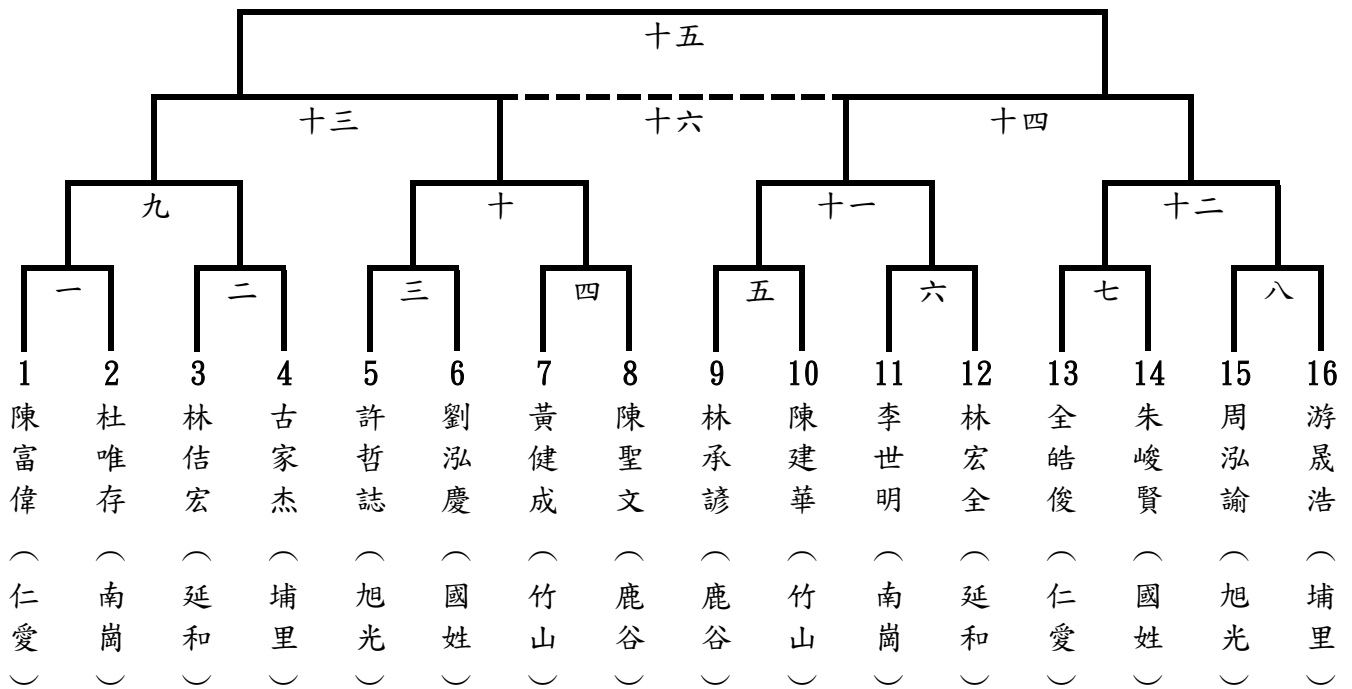 十五
十三 十六 十四
九 十 十一 十二
一 二 三 四 五 六 七 八
1 2 3 4 5 6 7 8 9 10 11 12 13 14 15 16
陳富偉（仁愛）
杜唯存（南崗）
林佶宏（延和）
古家杰（埔里）
許哲誌（旭光）
劉泓慶（國姓）
黃健成（竹山）
陳聖文（鹿谷）
林承諺（鹿谷）
陳建華（竹山）
李世明（南崗）
林宏全（延和）
全皓俊（仁愛）
朱峻賢（國姓）
周泓諭（旭光）
游晟浩（埔里）